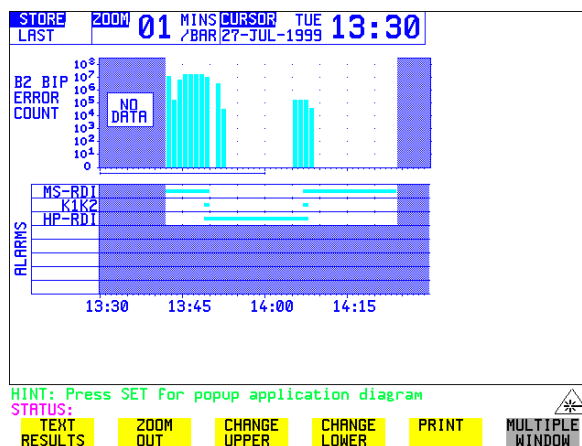 STORE ZOOM 01 MINS CURSOR TUE 13:30
LAST /BAR 27-JUL-1999
B2 BIP
ERROR
COUNT
10⁸
10⁷
10⁶
10⁵
10⁴
10³
10²
10¹
0
NO
DATA
ALARMS
MS-RDI
K1K2
HP-RDI
13:30 13:45 14:00 14:15
HINT: Press SET For popup application diagram
STATUS:
TEXT RESULTS
ZOOM OUT
CHANGE UPPER
CHANGE LOWER
PRINT
MULTIPLE WINDOW